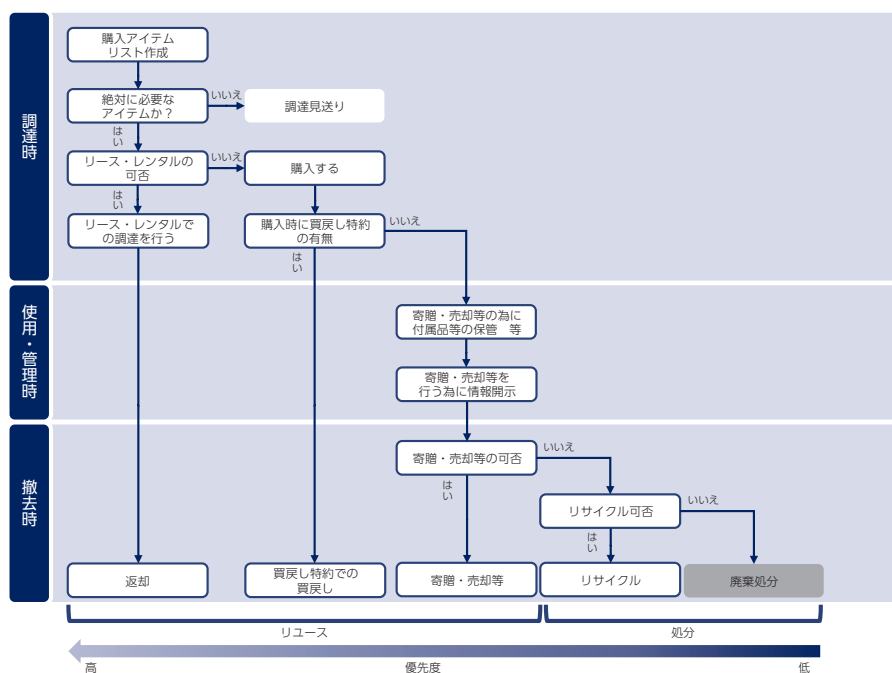 調達時
購入アイテム
リスト作成
絶対に必要な
アイテムか？
いいえ
調達見送り
はい
リース・レンタルの
可否
いいえ
購入する
はい
リース・レンタルで
の調達を行う
購入時に買戻し特約
の有無
いいえ
はい
使用・管理時
寄贈・売却等の為に
付属品等の保管　等
寄贈・売却等を
行う為に情報開示
撤去時
寄贈・売却等の可否
いいえ
はい
リサイクル可否
いいえ
はい
返却
買戻し特約での
買戻し
寄贈・売却等
リサイクル
廃棄処分
リユース
処分
高
優先度
低